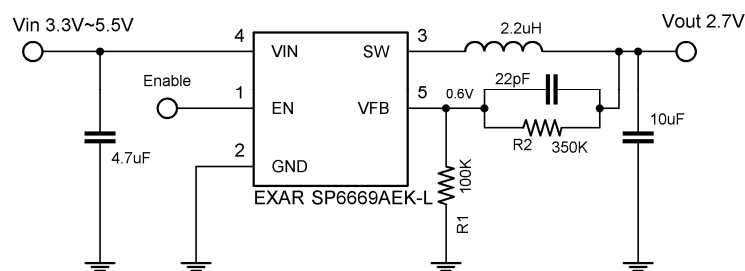 Vin 3.3V~5.5V
Vout 2.7V
2.2uH
4
VIN
SW
3
Enable
1
EN
VFB
5
0.6V
22pF
R2
350K
10uF
4.7uF
2
GND
EXAR SP6669AEK-L
100K
R1